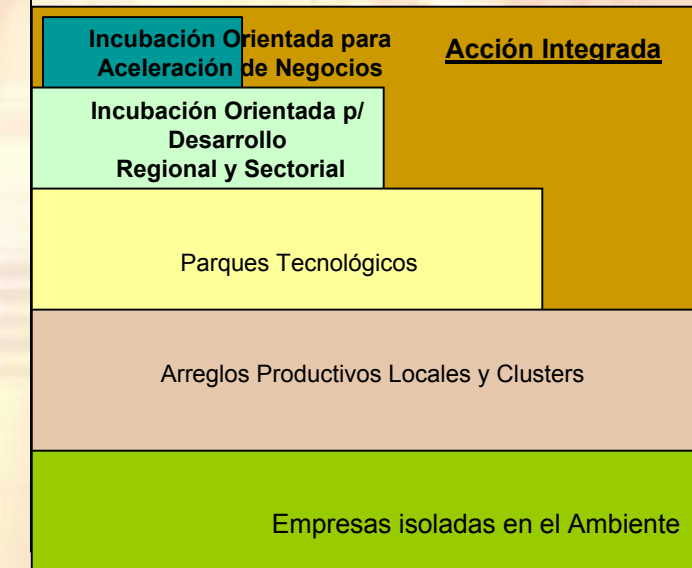 Incubación Orientada para
Aceleración de Negocios
Acción Integrada
Incubación Orientada p/
Desarrollo
Regional y Sectorial
Parques Tecnológicos
Arreglos Productivos Locales y Clusters
Empresas isoladas en el Ambiente